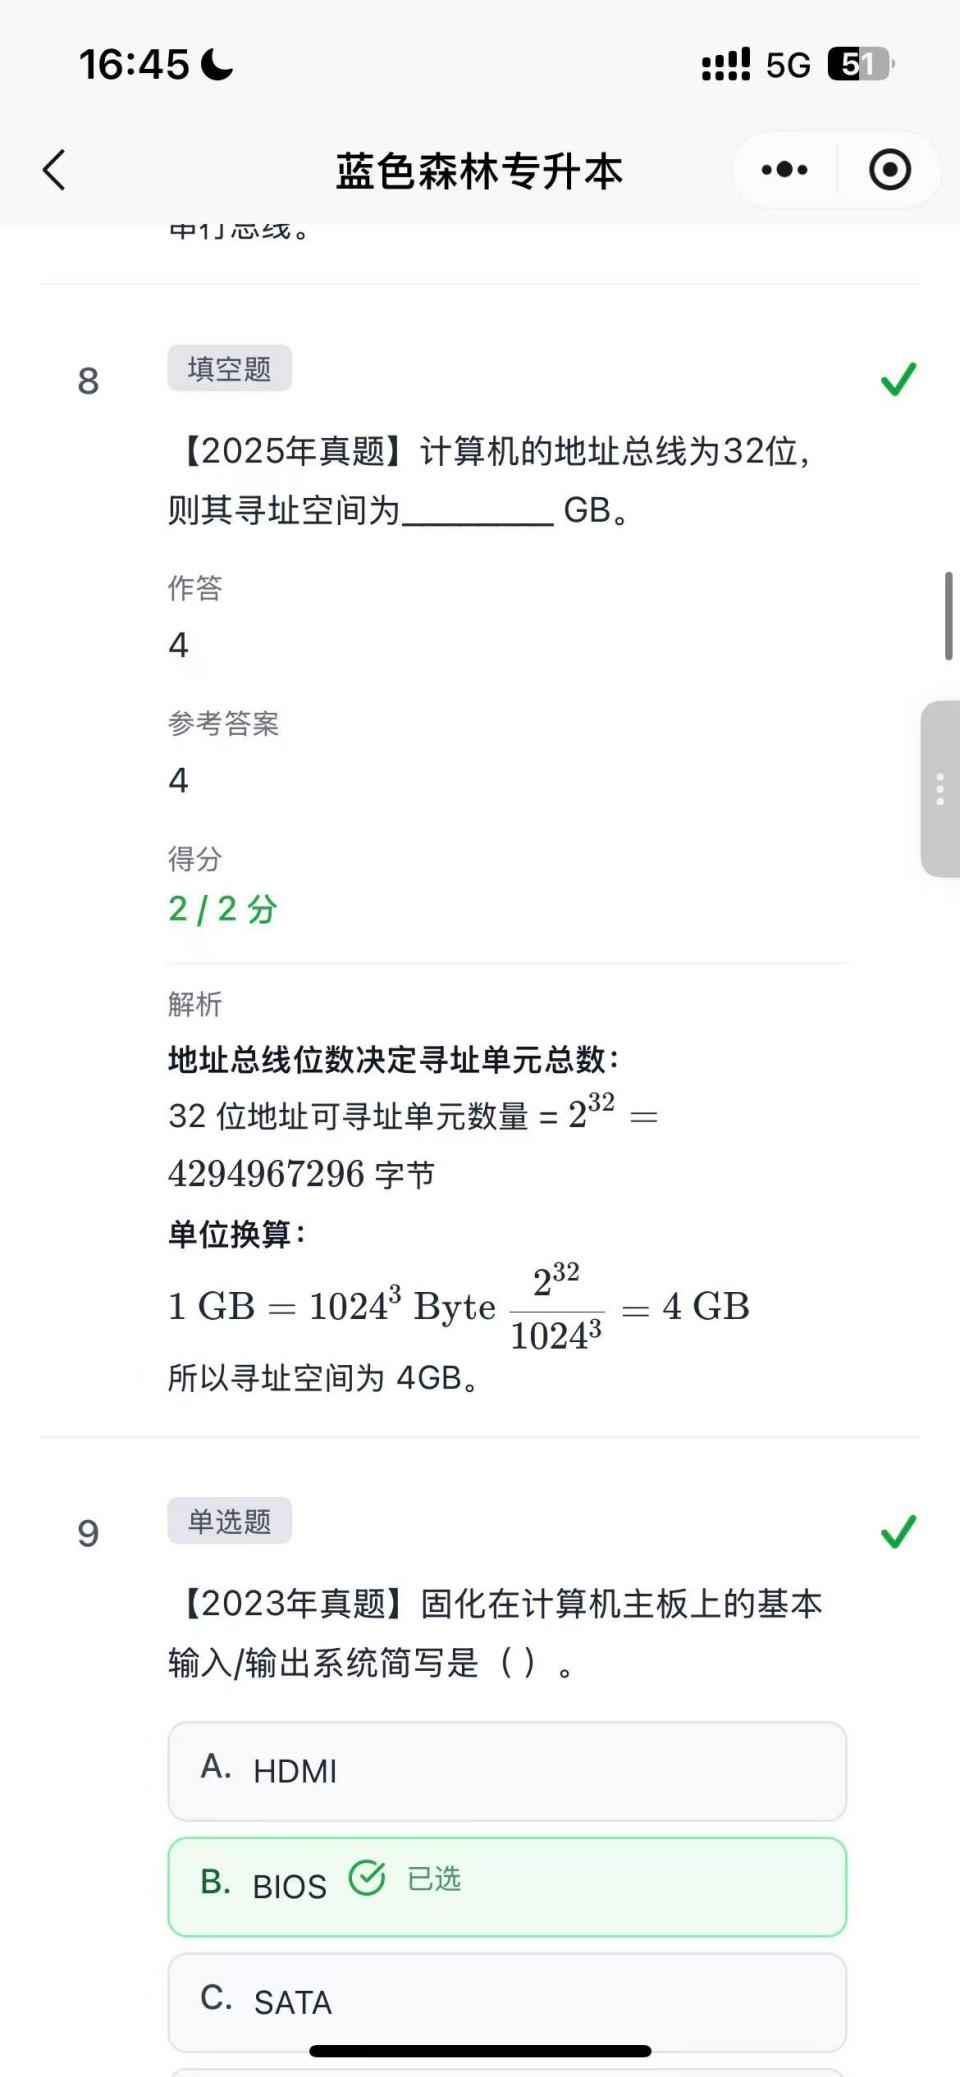 16:45
5G
51
蓝色森林专升本
串行总线。
8
填空题
【2025年真题】计算机的地址总线为32位，
则其寻址空间为________ GB。
作答
4
参考答案
4
得分
2 / 2 分
解析
地址总线位数决定寻址单元总数：
32 位地址可寻址单元数量 = 2^32 =
4294967296 字节
单位换算：
1 GB = 1024^3 Byte 2^32/1024^3 = 4 GB
所以寻址空间为 4GB。
9
单选题
【2023年真题】固化在计算机主板上的基本
输入/输出系统简写是（ ）。
A. HDMI
B. BIOS 已选
C. SATA